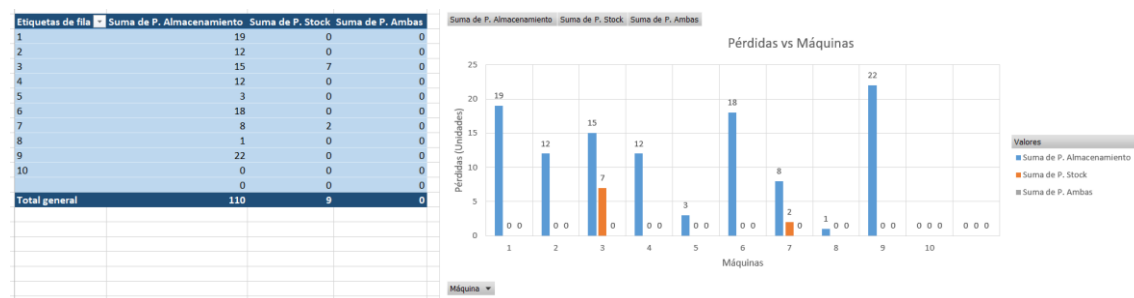 Etiquetas de fila Suma de P. Almacenamiento Suma de P. Stock Suma de P. Ambas
1 19 0 0
2 12 0 0
3 15 7 0
4 12 0 0
5 3 0 0
6 18 0 0
7 8 2 0
8 1 0 0
9 22 0 0
10 0 0 0
0 0 0
Total general 110 9 0
Suma de P. Almacenamiento Suma de P. Stock Suma de P. Ambas
Pérdidas vs Máquinas
Pérdidas (Unidades)
25
20
15
10
5
0
19 0 0
12 0 0
15 7 0
12 0 0
3 0 0
18 0 0
8 2 0
1 0 0
22 0 0
0 0 0
0 0 0
1 2 3 4 5 6 7 8 9 10
Máquinas
Valores
Suma de P. Almacenamiento
Suma de P. Stock
Suma de P. Ambas
Máquina